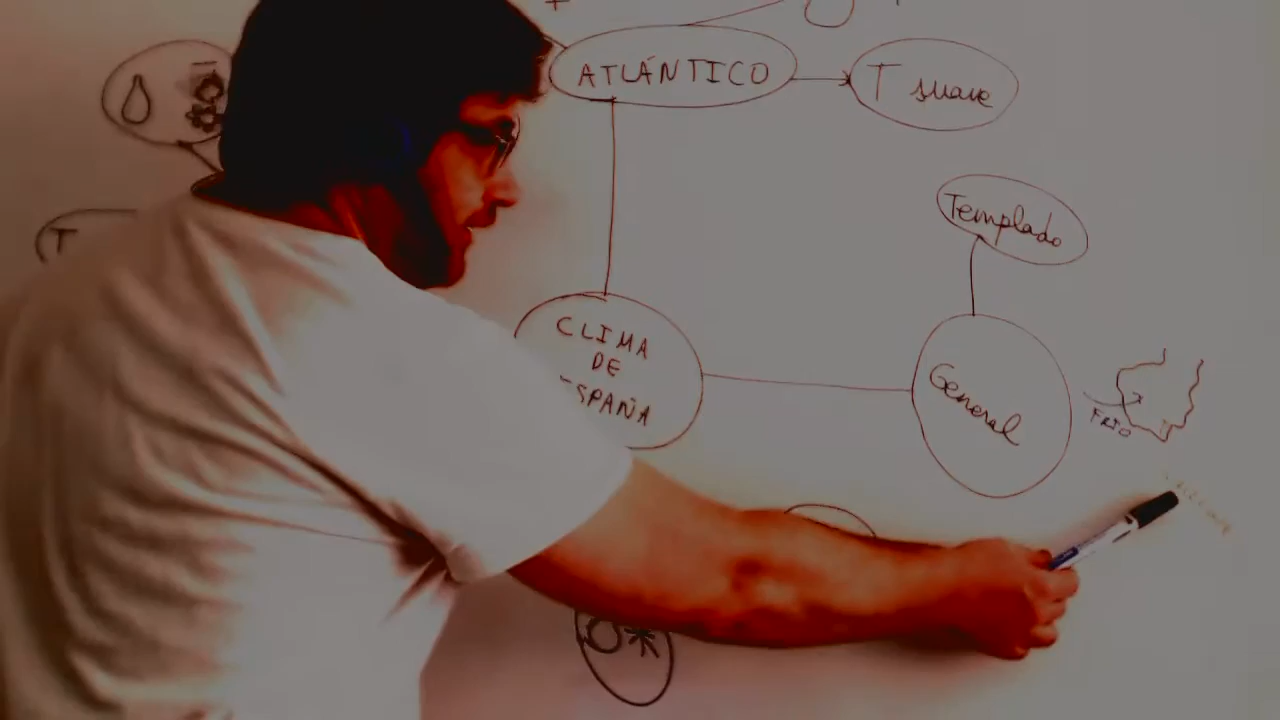 ATLÁNTICO
T suave
T
Templado
CLIMA
DE
ESPAÑA
General
FRIO